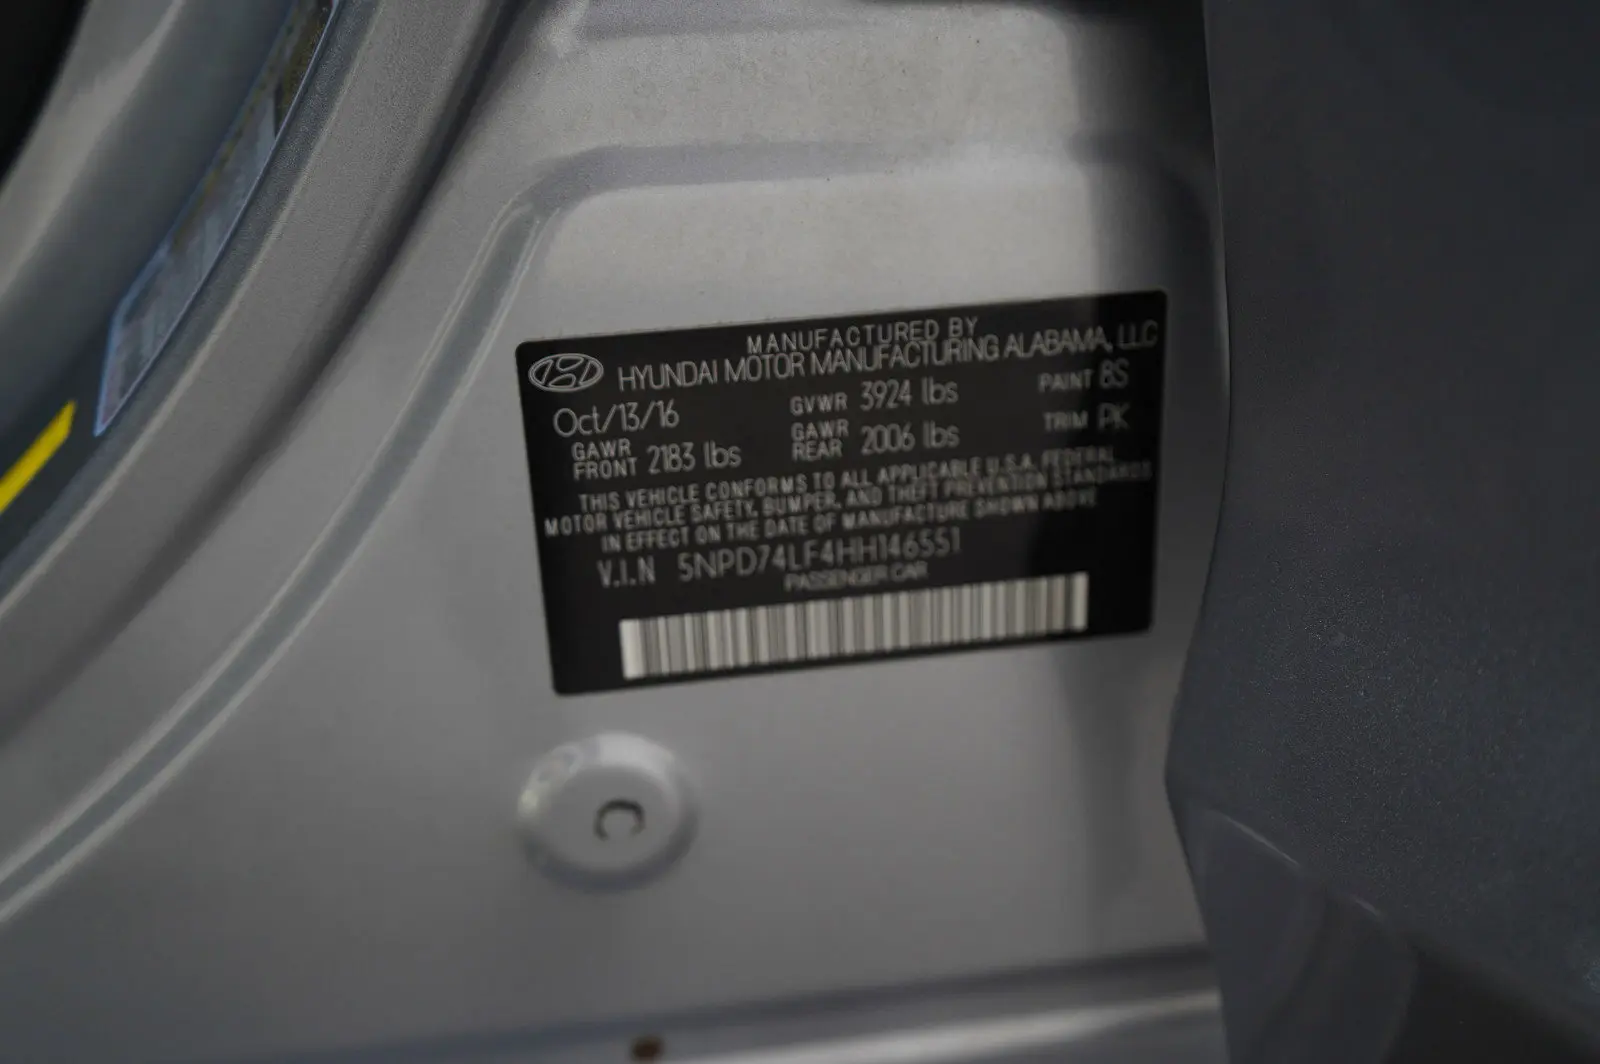 MANUFACTURED BY
HYUNDAI MOTOR MANUFACTURING ALABAMA, LLC
Oct/13/16 GVWR 3924 lbs PAINT 8S
GAWR FRONT 2183 lbs GAWR REAR 2006 lbs TRIM PK
THIS VEHICLE CONFORMS TO ALL APPLICABLE U.S.A. FEDERAL
MOTOR VEHICLE SAFETY, BUMPER, AND THEFT PREVENTION STANDARDS
IN EFFECT ON THE DATE OF MANUFACTURE SHOWN ABOVE
V.I.N 5NPD74LF4HH146551
PASSENGER CAR